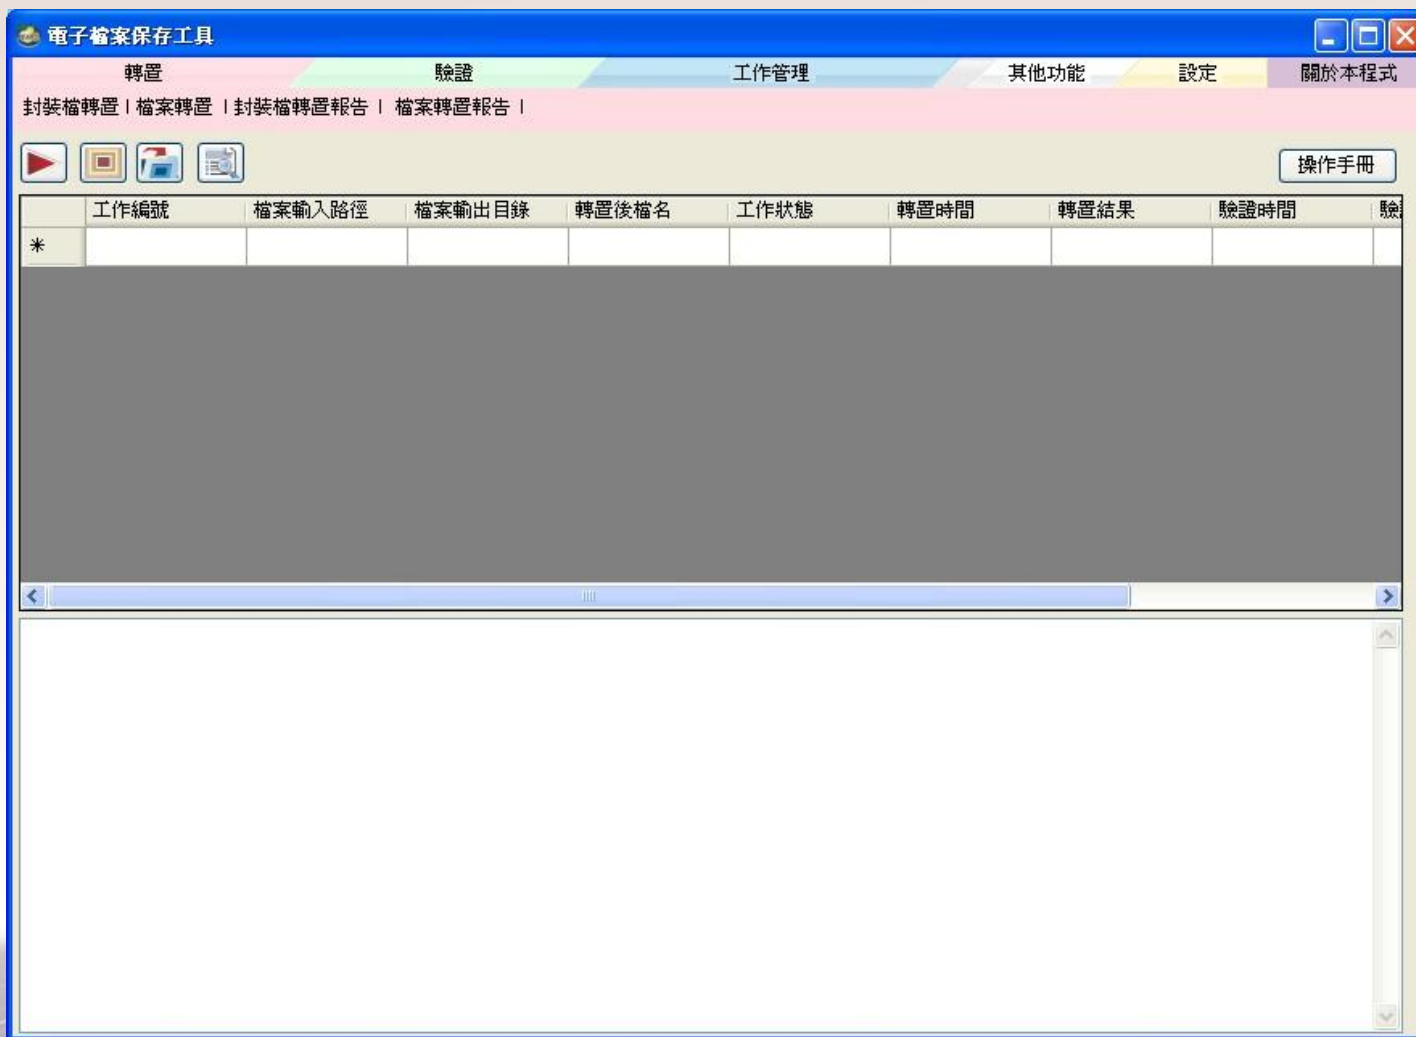 電子檔案保存工具
轉置 驗證 工作管理 其他功能 設定 關於本程式
封裝檔轉置 | 檔案轉置 | 封裝檔轉置報告 | 檔案轉置報告 |
操作手冊
工作編號 檔案輸入路徑 檔案輸出目錄 轉置後檔名 工作狀態 轉置時間 轉置結果 驗證時間 驗
*